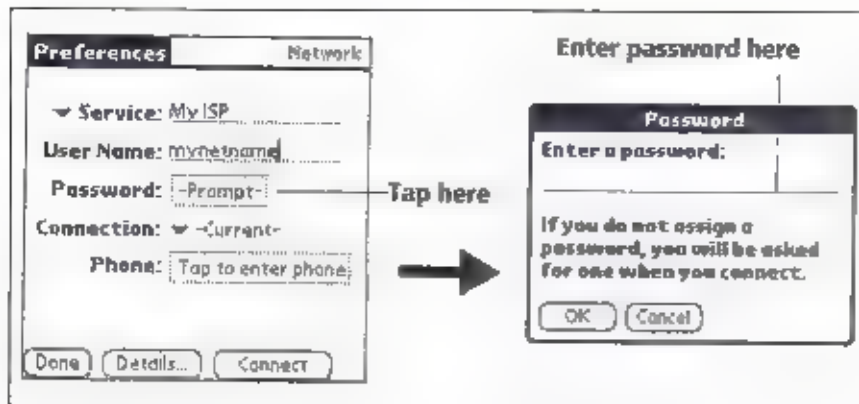 Preferences Network
Service: My ISP
User Name: mynetname
Password: -Prompt-
Connection: -Current-
Phone: Tap to enter phone
Done Details... Connect
Tap here
Enter password here
Password
Enter a password:
If you do not assign a
password, you will be asked
for one when you connect.
OK Cancel